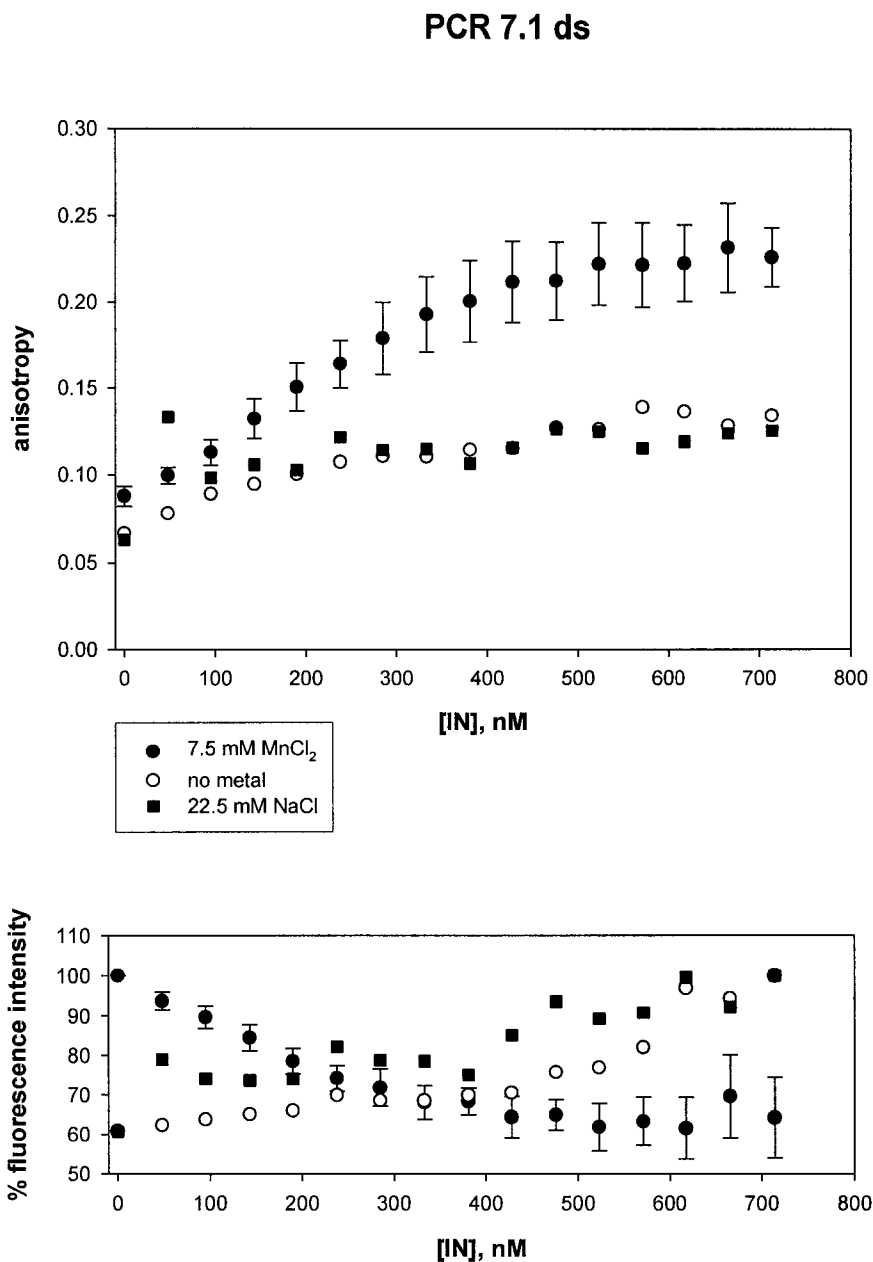 PCR 7.1 ds
0.30
0.25
0.20
0.15
0.10
0.05
0.00
anisotropy
0 100 200 300 400 500 600 700 800
[IN], nM
7.5 mM MnCl₂
no metal
22.5 mM NaCl
110
100
90
80
70
60
50
% fluorescence intensity
0 100 200 300 400 500 600 700 800
[IN], nM